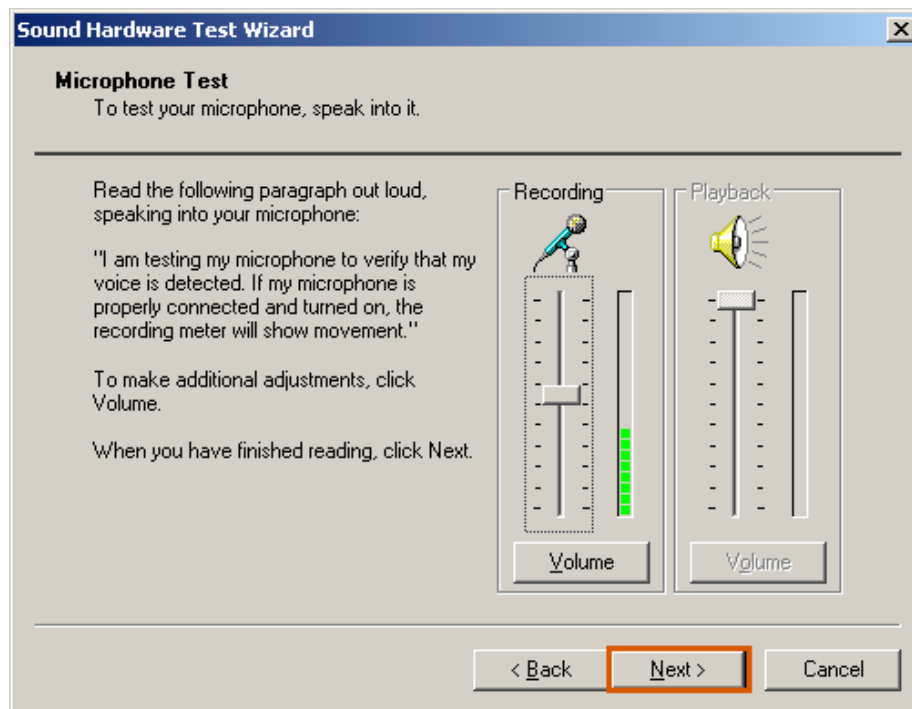 Sound Hardware Test Wizard
Microphone Test
To test your microphone, speak into it.
Read the following paragraph out loud,
speaking into your microphone:
"I am testing my microphone to verify that my
voice is detected. If my microphone is
properly connected and turned on, the
recording meter will show movement."
To make additional adjustments, click
Volume.
When you have finished reading, click Next.
Recording
Volume
Playback
Volume
< Back
Next >
Cancel